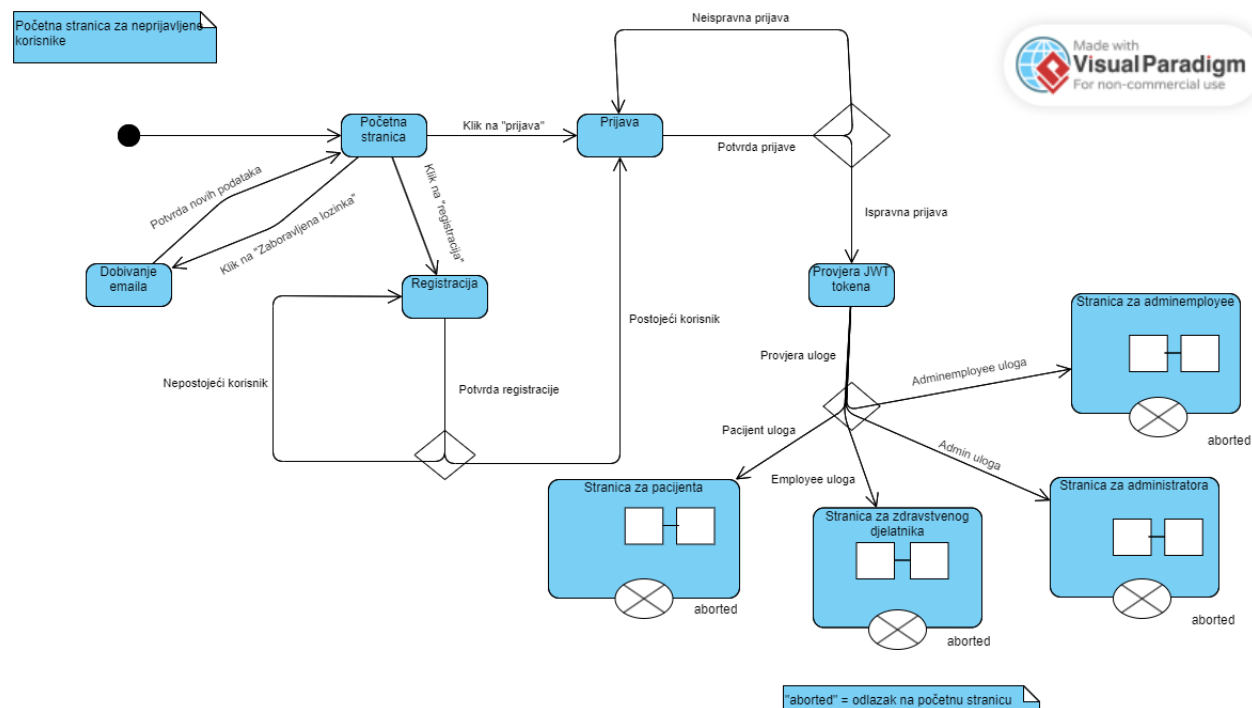 Početna stranica za neprijavljene
korisnike
Neispravna prijava
Made with
Visual Paradigm
For non-commercial use
Početna
stranica
Klik na "prijava"
Prijava
Potvrda prijave
Potvrda novih podataka
Klik na "Zaboravljena lozinka"
Klik na "registracija"
Ispravna prijava
Dobivanje
emaila
Registracija
Provjera JWT
tokena
Postojeći korisnik
Stranica za adminemployee
Nepostojeći korisnik
Provjera uloge
Adminemployee uloga
Potvrda registracije
Pacijent uloga
Admin uloga
aborted
Employee uloga
Stranica za pacijenta
Stranica za administratora
Stranica za zdravstvenog
djelatnika
aborted
aborted
aborted
"aborted" = odlazak na početnu stranicu